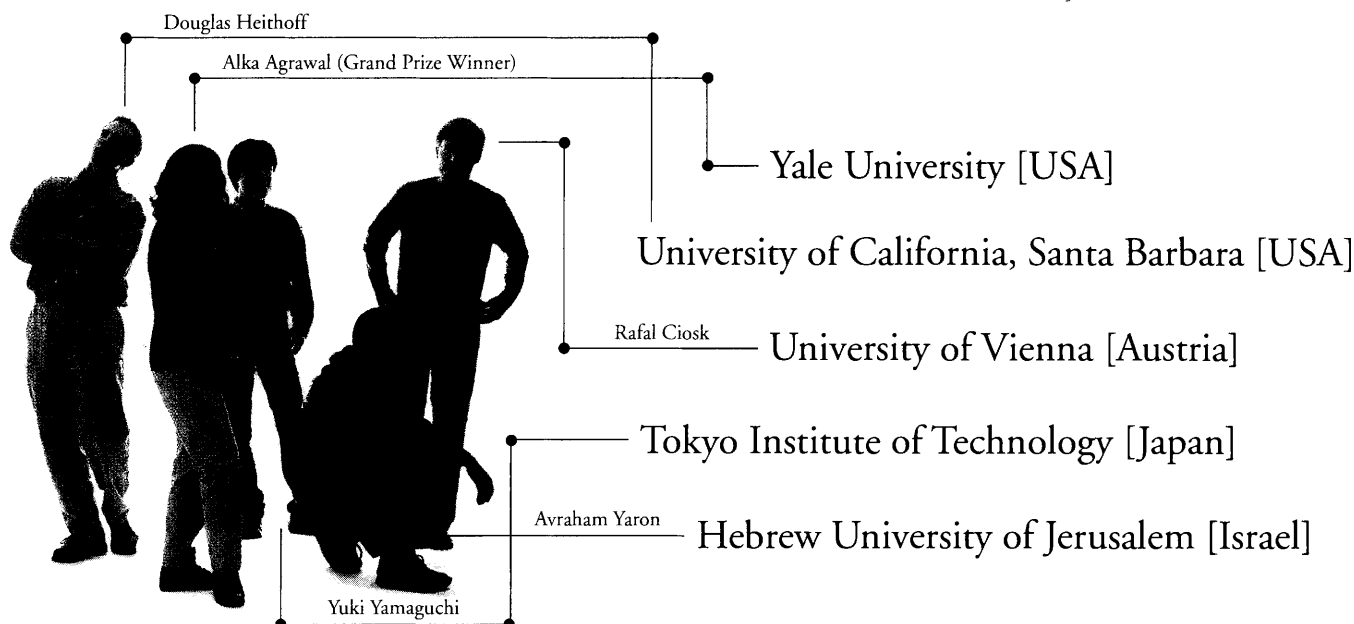 Douglas Heithoff
Alka Agrawal (Grand Prize Winner)
Yale University [USA]
University of California, Santa Barbara [USA]
Rafal Ciosk
University of Vienna [Austria]
Tokyo Institute of Technology [Japan]
Avraham Yaron
Hebrew University of Jerusalem [Israel]
Yuki Yamaguchi